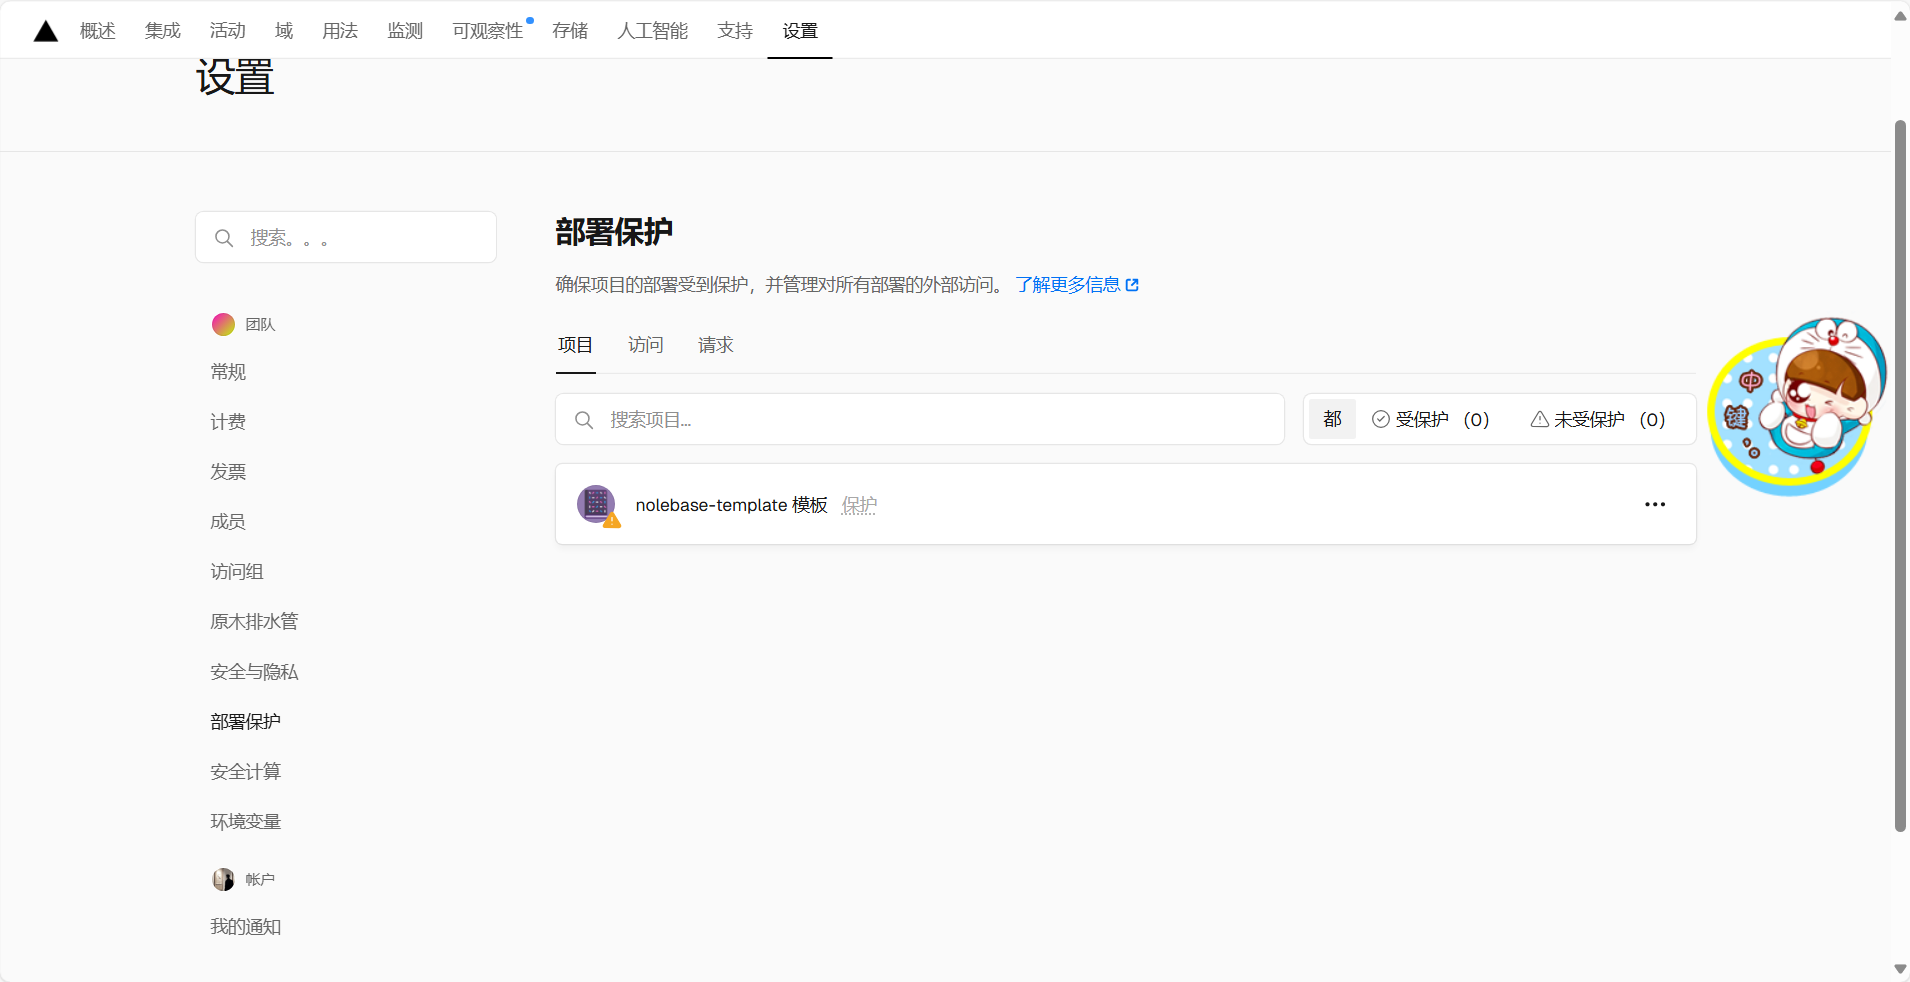 概述 集成 活动 域 用法 监测 可观察性 存储 人工智能 支持 设置
设置
搜索。。。
团队
常规
计费
发票
成员
访问组
原木排水管
安全与隐私
部署保护
安全计算
环境变量
帐户
我的通知
部署保护
确保项目的部署受到保护，并管理对所有部署的外部访问。 了解更多信息
项目 访问 请求
搜索项目...
都 受保护 (0) 未受保护 (0)
nolebase-template 模板 保护
中
键